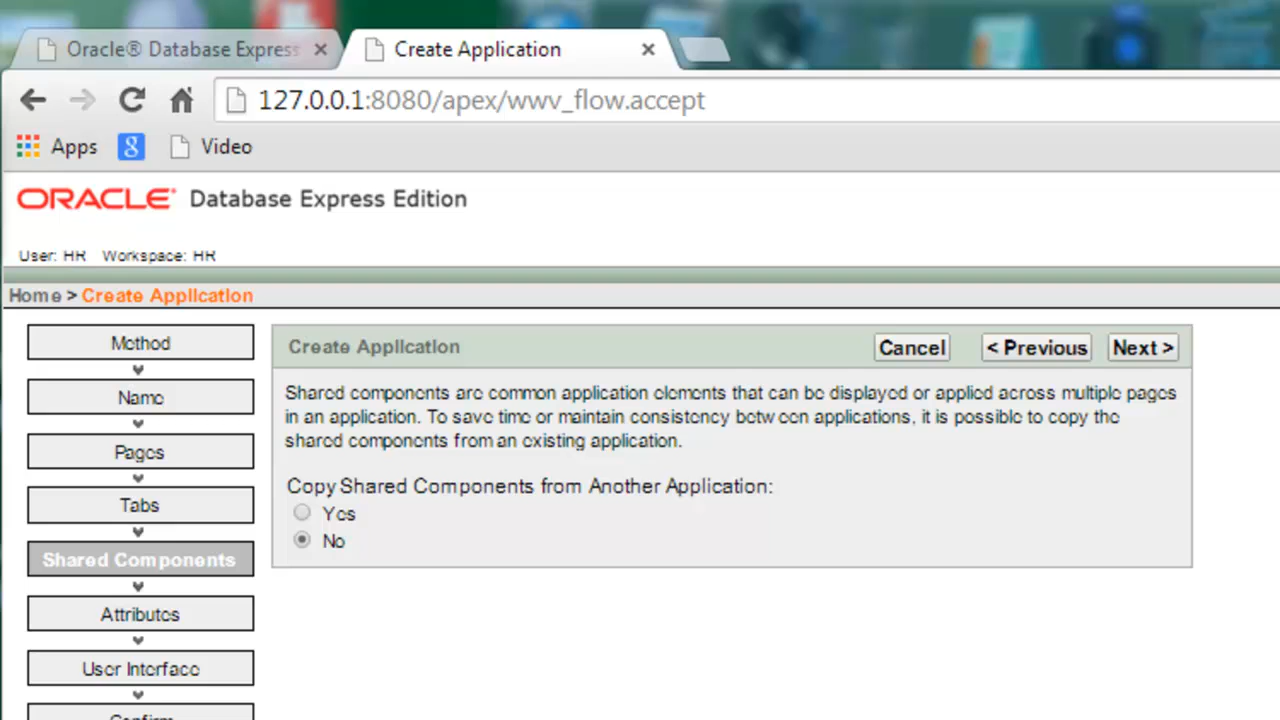 Oracle® Database Express
Create Application
127.0.0.1:8080/apex/wwv_flow.accept
Apps
8
Video
ORACLE® Database Express Edition
User: HR Workspace: HR
Home > Create Application
Method
Name
Pages
Tabs
Shared Components
Attributes
User Interface
Confirm
Create Application
Cancel
< Previous
Next >
Shared components are common application elements that can be displayed or applied across multiple pages
in an application. To save time or maintain consistency between applications, it is possible to copy the
shared components from an existing application.
Copy Shared Components from Another Application:
Yes
No